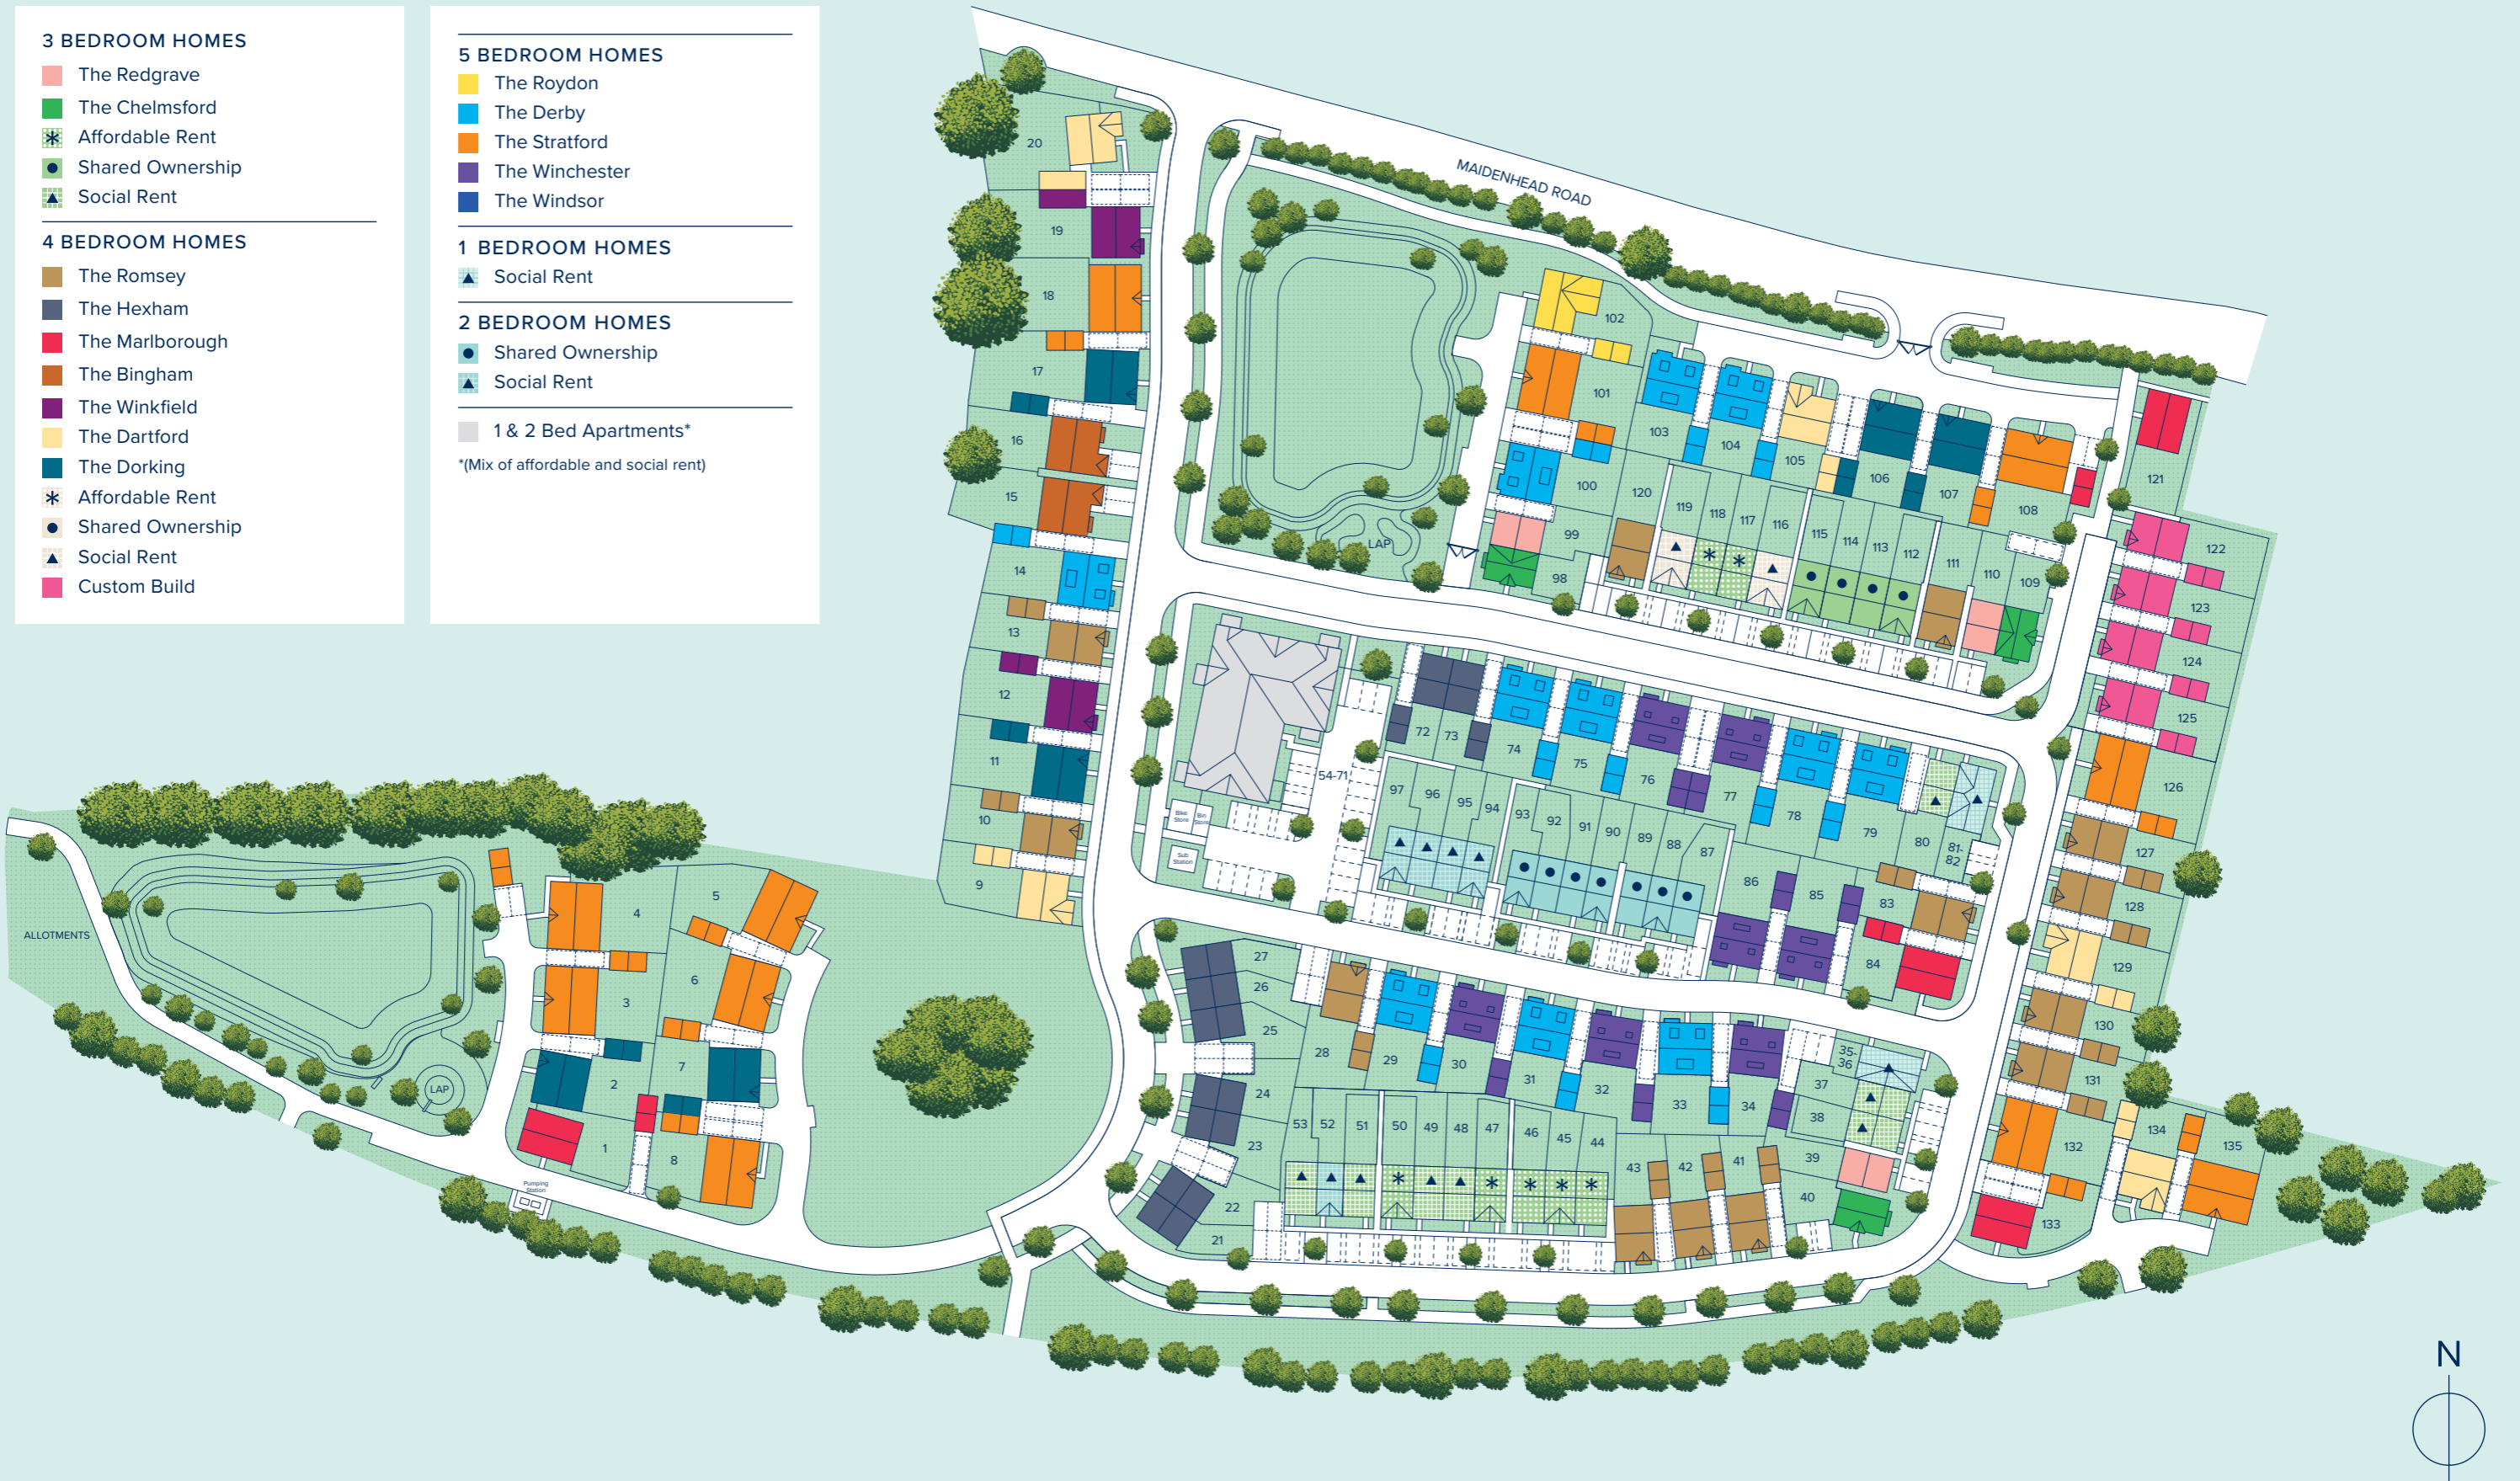 3 BEDROOM HOMES
The Redgrave
The Chelmsford
Affordable Rent
Shared Ownership
Social Rent
4 BEDROOM HOMES
The Romsey
The Hexham
The Marlborough
The Bingham
The Winkfield
The Dartford
The Dorking
Affordable Rent
Shared Ownership
Social Rent
Custom Build
5 BEDROOM HOMES
The Roydon
The Derby
The Stratford
The Winchester
The Windsor
1 BEDROOM HOMES
Social Rent
2 BEDROOM HOMES
Shared Ownership
Social Rent
1 & 2 Bed Apartments*
*(Mix of affordable and social rent)
MAIDENHEAD ROAD
20
19
18
17
16
15
14
13
12
11
10
9
102
101
100
99
98
103
104
105
106
107
108
120
119
118
117
116
115
114
113
112
111
110
109
121
122
123
124
125
126
127
128
129
130
131
132
133
134
135
LAP
72
73
74
75
76
77
78
79
80
81-
82
54-71
97
96
95
94
93
92
91
90
89
88
87
86
85
83
84
Bike
Store
Bin
Store
Sub
Station
27
26
25
24
23
22
21
28
29
30
31
32
33
34
35-
36
37
38
39
40
53
52
51
50
49
48
47
46
45
44
43
42
41
ALLOTMENTS
LAP
4
5
3
6
2
7
1
8
Pumping
Station
N